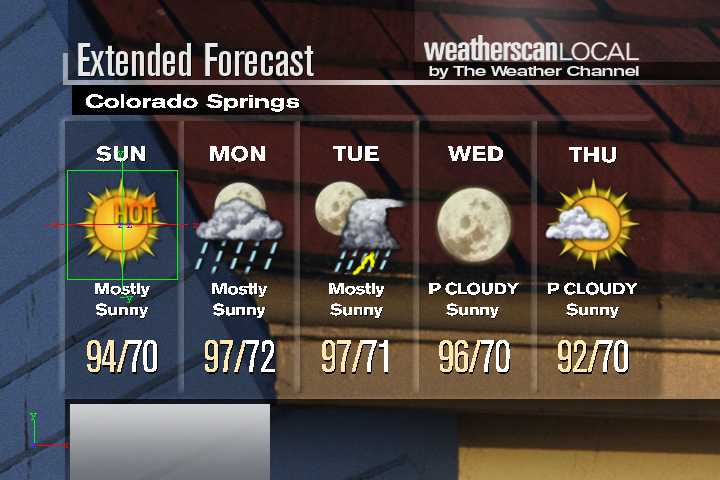 Extended Forecast
weatherscanLOCAL
by The Weather Channel
Colorado Springs
SUN MON TUE WED THU
HOT
Mostly Sunny Mostly Sunny Mostly Sunny P CLOUDY Sunny P CLOUDY Sunny
94/70 97/72 97/71 96/70 92/70
y
x
z
y
y
x